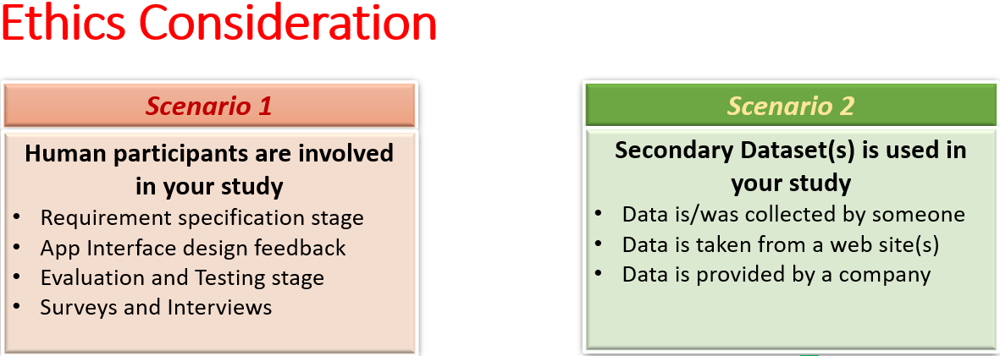 Ethics Consideration
Scenario 1
Human participants are involved
in your study
• Requirement specification stage
• App Interface design feedback
• Evaluation and Testing stage
• Surveys and Interviews
Scenario 2
Secondary Dataset(s) is used in
your study
• Data is/was collected by someone
• Data is taken from a web site(s)
• Data is provided by a company